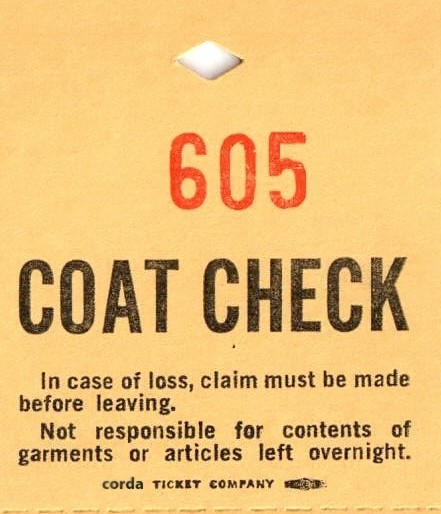 605
COAT CHECK
In case of loss, claim must be made
before leaving.
Not responsible for contents of
garments or articles left overnight.
corda TICKET COMPANY